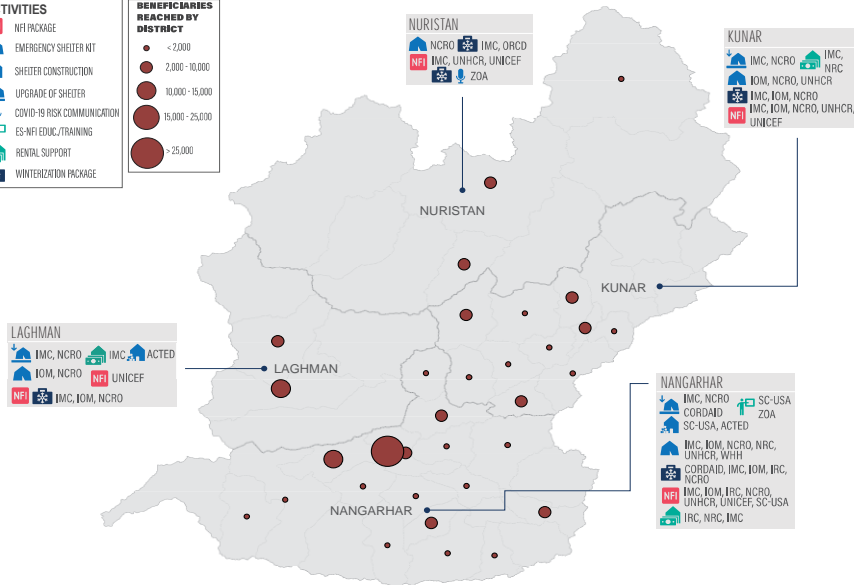 TIVITIES
NFI PACKAGE
EMERGENCY SHELTER KIT
SHELTER CONSTRUCTION
UPGRADE OF SHELTER
COVID-19 RISK COMMUNICATION
ES-NFI EDUC./TRAINING
RENTAL SUPPORT
WINTERIZATION PACKAGE
BENEFICIARIES
REACHED BY
DISTRICT
< 2,000
2,000 - 10,000
10,000 - 15,000
15,000 - 25,000
> 25,000
NURISTAN
NCRO IMC, ORCD
NFI IMC, UNHCR, UNICEF
ZOA
KUNAR
IMC, NCRO IMC,
NRC
IOM, NCRO, UNHCR
IMC, IOM, NCRO
NFI IMC, IOM, NCRO, UNHCR,
UNICEF
NURISTAN
KUNAR
LAGHMAN
IMC, NCRO IMC ACTED
IOM, NCRO NFI UNICEF
NFI IMC, IOM, NCRO
LAGHMAN
NANGARHAR
IMC, NCRO SC-USA
CORDAID ZOA
SC-USA, ACTED
IMC, IOM, NCRO, NRC,
UNHCR, WHH
CORDAID, IMC, IOM, IRC,
NCRO
NFI IMC, IOM, IRC, NCRO,
UNHCR, UNICEF, SC-USA
IRC, NRC, IMC
NANGARHAR